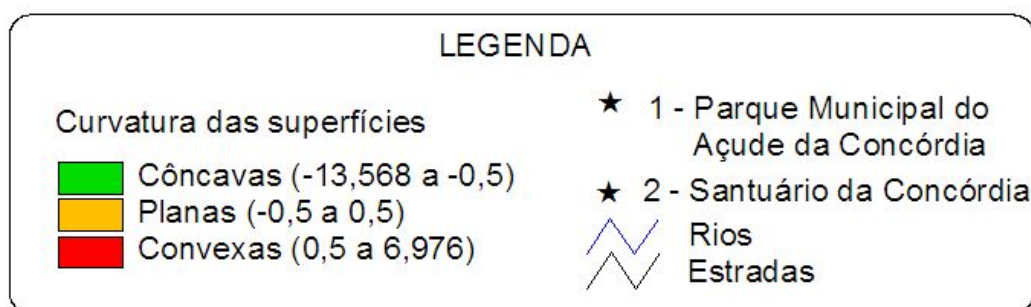 LEGENDA
Curvatura das superfícies
Côncavas (-13,568 a -0,5)
Planas (-0,5 a 0,5)
Convexas (0,5 a 6,976)
1 - Parque Municipal do
Açude da Concórdia
2 - Santuário da Concórdia
Rios
Estradas